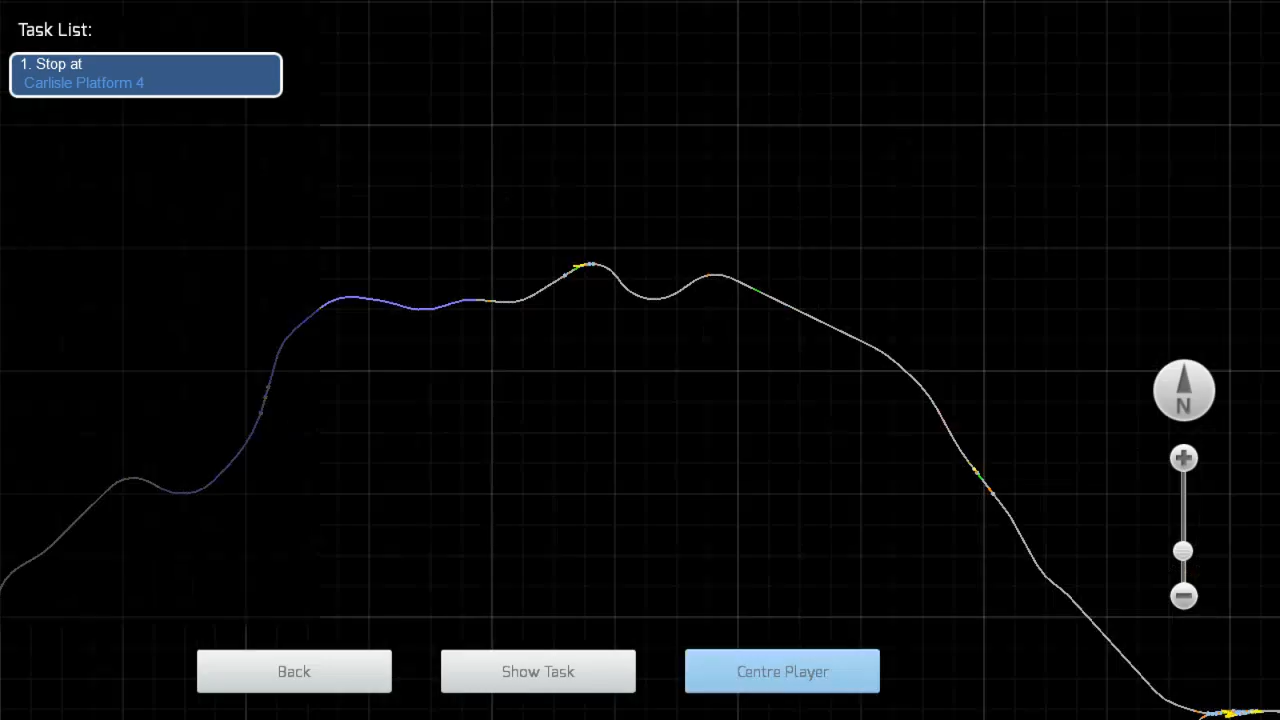 Task List:
1. Stop at
Carlisle Platform 4
N
Back
Show Task
Centre Player